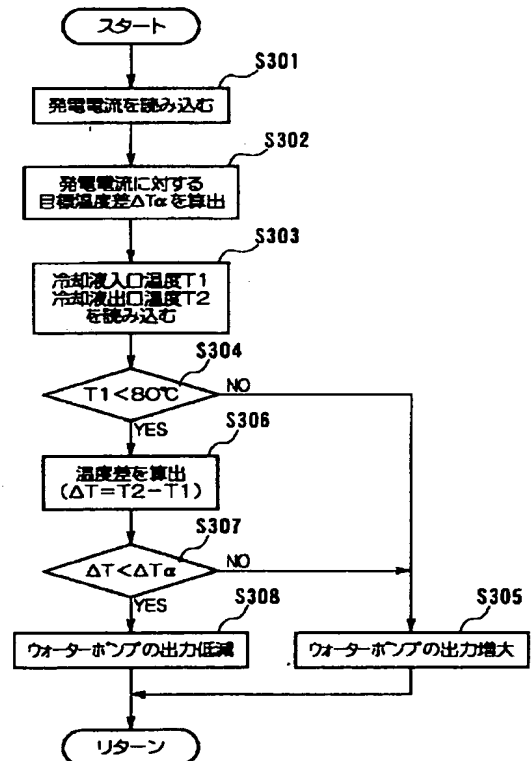 スタート
S301
発電電流を読み込む
S302
発電電流に対する
目標温度差ΔTαを算出
S303
冷却液入口温度T1
冷却液出口温度T2
を読み込む
S304
T1<80℃
NO
YES
S306
温度差を算出
(ΔT=T2-T1)
S307
ΔT<ΔTα
NO
YES
S308
ウォーターポンプの出力低減
S305
ウォーターポンプの出力増大
リターン